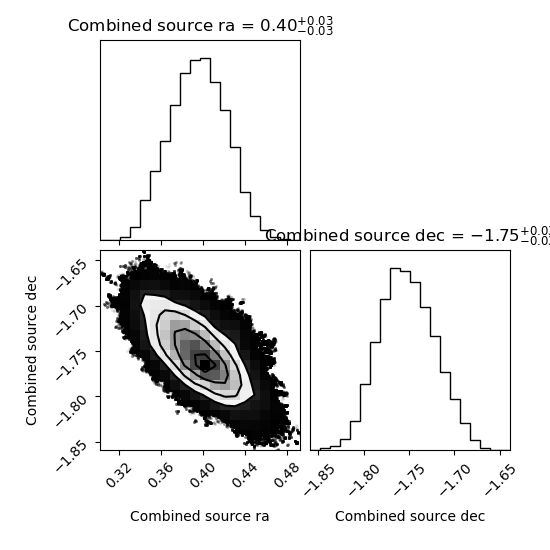 Combined source ra = 0.40+0.03−0.03
Combined source dec = −1.75
Combined source dec
−1.65
−1.70
−1.75
−1.80
−1.85
0.32 0.36 0.40 0.44 0.48
−1.85 −1.80 −1.75 −1.70 −1.65
Combined source ra Combined source dec